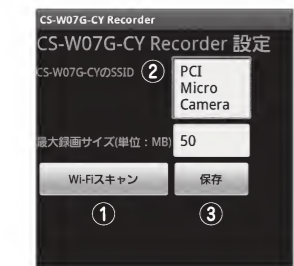 CS-W07G-CY Recorder
CS-W07G-CY Recorder 設定
CS-W07G-CYのSSID ② PCI
Micro
Camera
最大録画サイズ(単位：MB) 50
Wi-Fiスキャン 保存
① ③